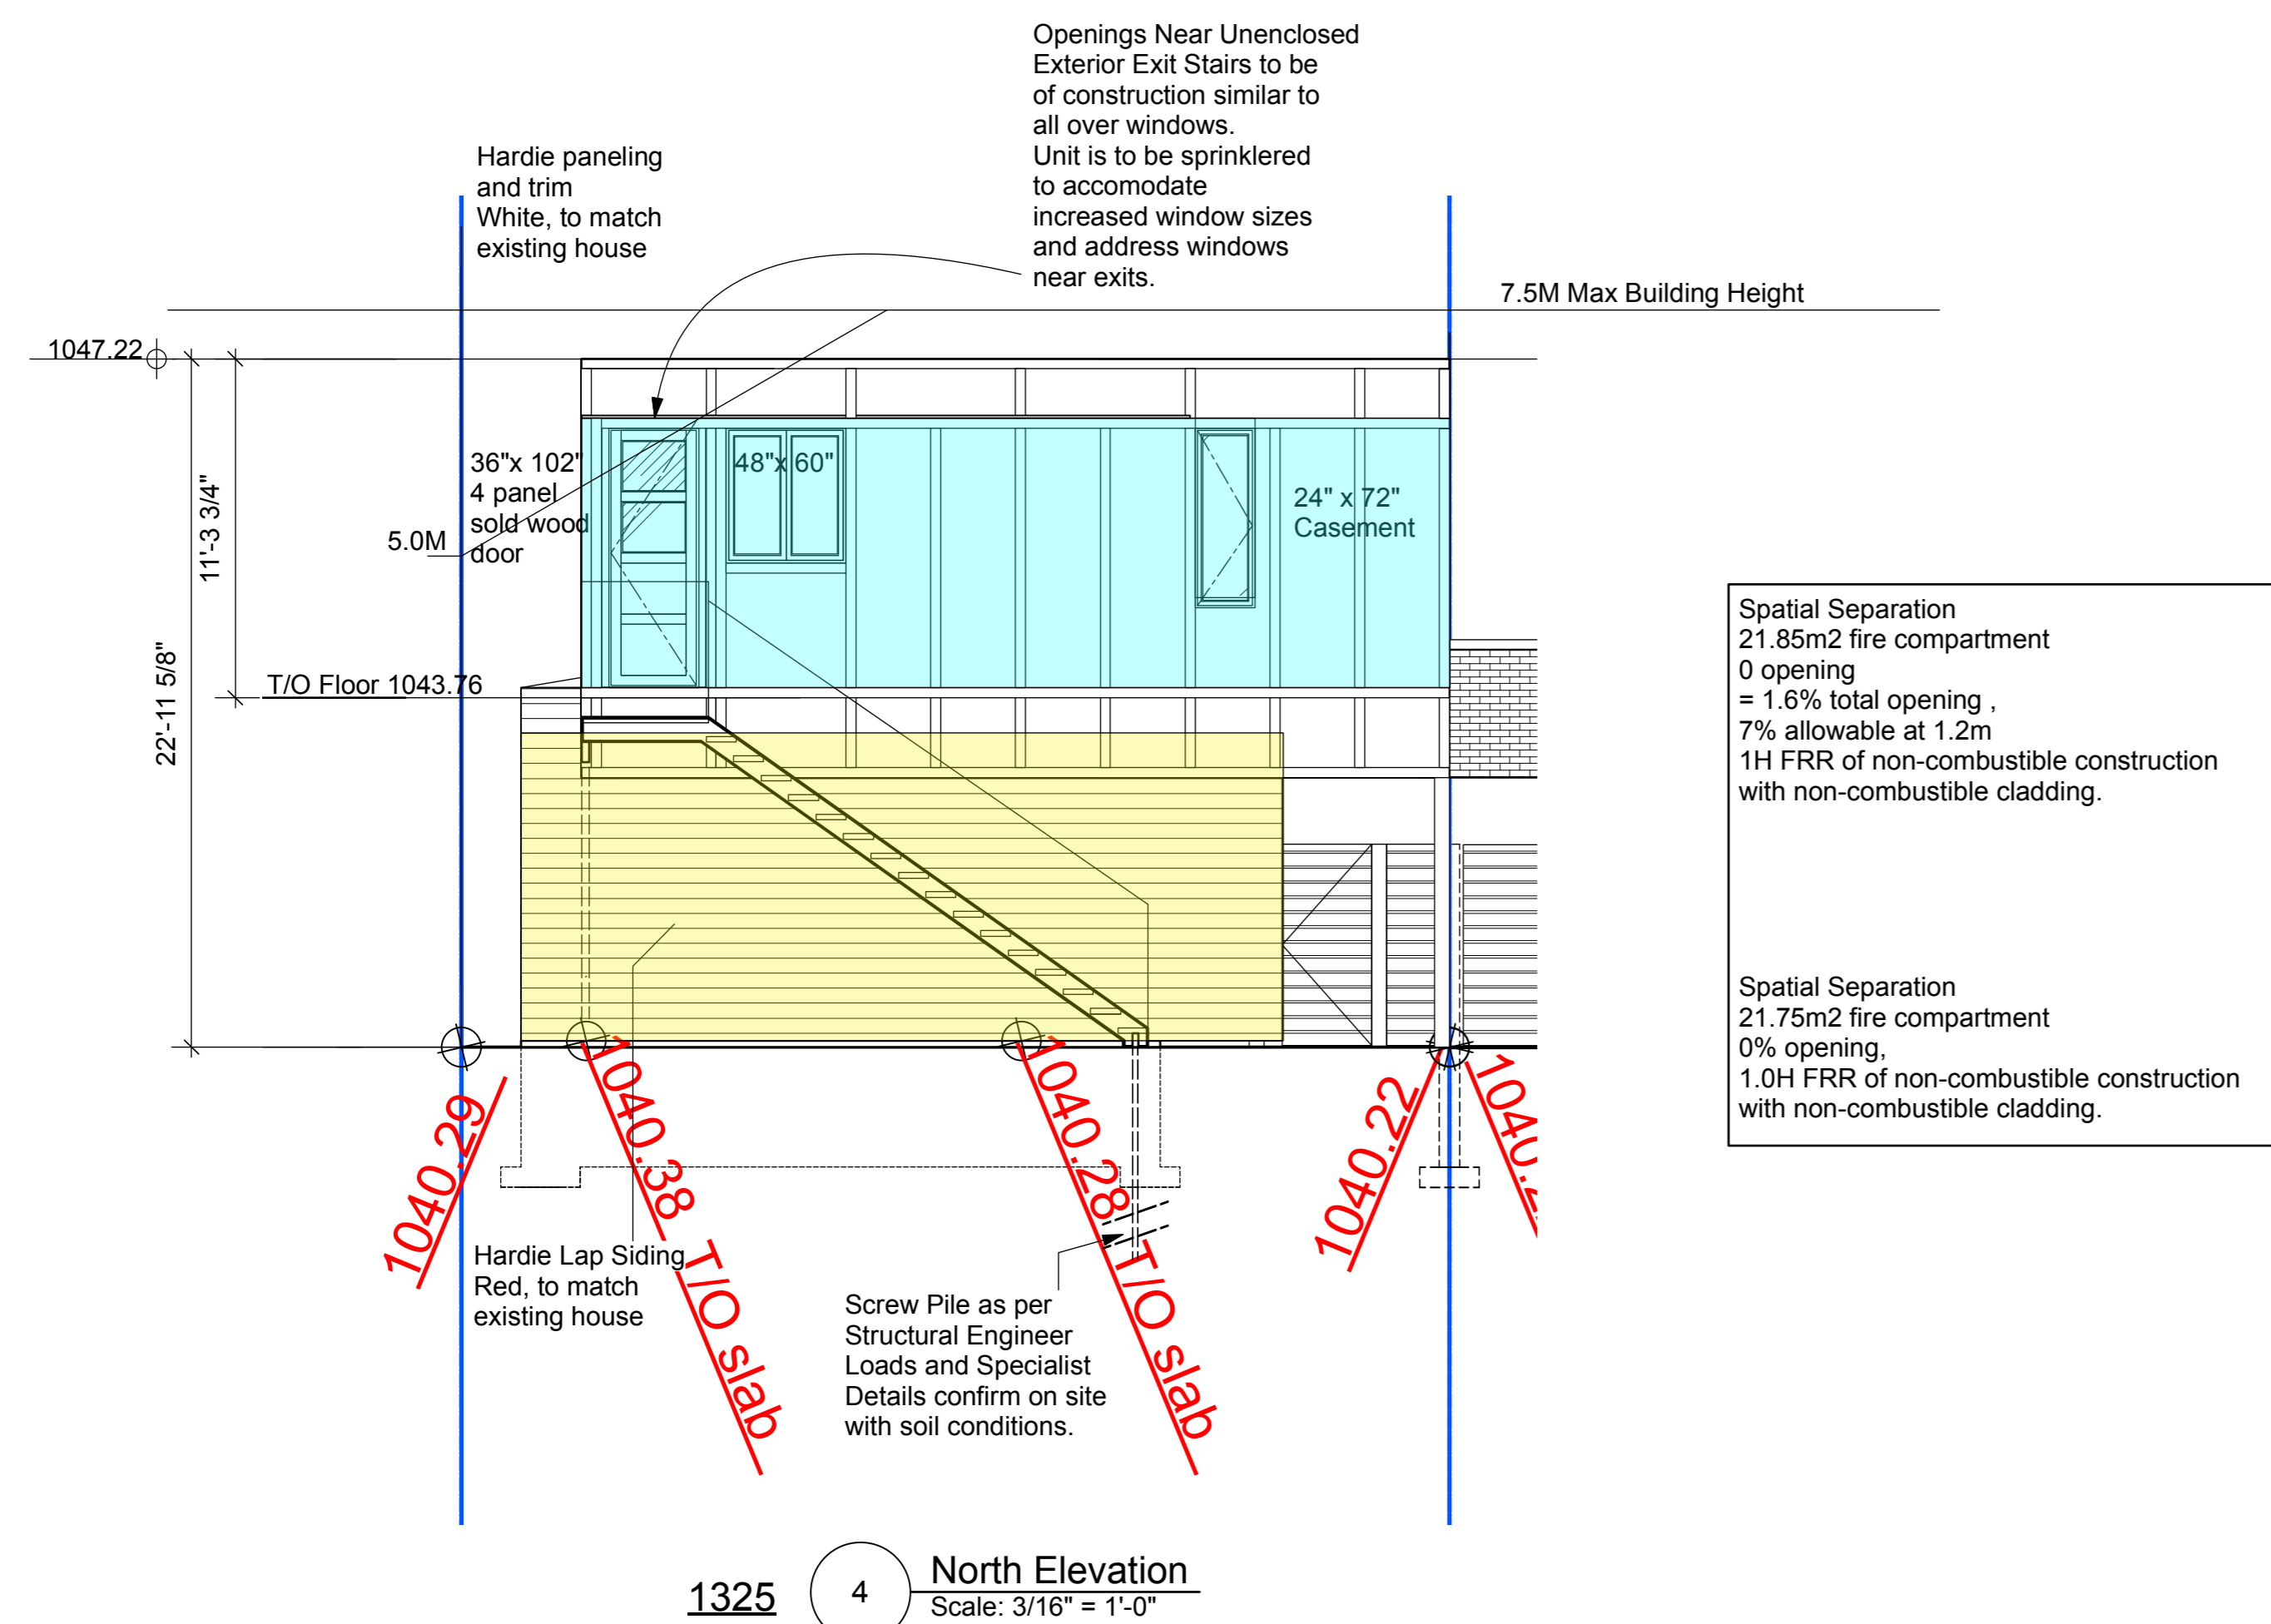 Openings Near Unenclosed
Exterior Exit Stairs to be
of construction similar to
all over windows.
Unit is to be sprinklered
to accomodate
increased window sizes
and address windows
near exits.
Hardie paneling
and trim
White, to match
existing house
7.5M Max Building Height
1047.22
36"x 102"
4 panel
sold wood
door
48"x 60"
24" x 72"
Casement
5.0M
11'-3 3/4"
22'-11 5/8"
T/O Floor 1043.76
Spatial Separation
21.85m2 fire compartment
0 opening
= 1.6% total opening ,
7% allowable at 1.2m
1H FRR of non-combustible construction
with non-combustible cladding.
Spatial Separation
21.75m2 fire compartment
0% opening,
1.0H FRR of non-combustible construction
with non-combustible cladding.
1040.29
1040.38 T/O slab
1040.28 T/O slab
1040.22
Hardie Lap Siding
Red, to match
existing house
Screw Pile as per
Structural Engineer
Loads and Specialist
Details confirm on site
with soil conditions.
1325
4
North Elevation
Scale: 3/16" = 1'-0"